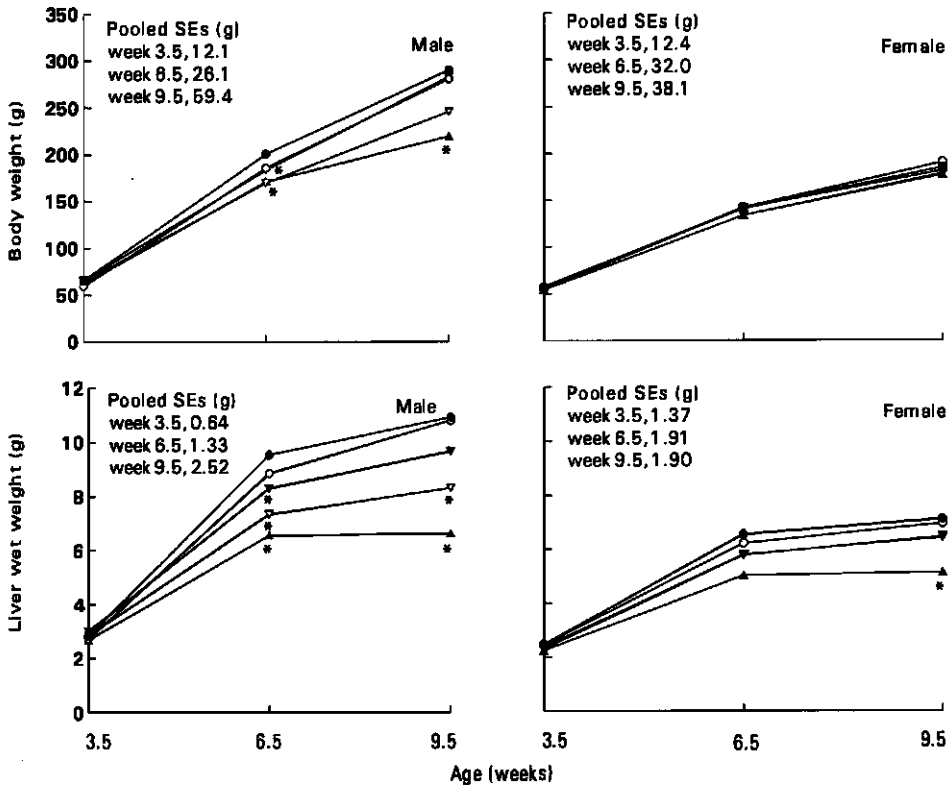 Pooled SEs (g)
week 3.5, 12.1
week 6.5, 26.1
week 9.5, 59.4
Male
350
300
250
200
150
100
50
0
Body weight (g)
*
*
*
Pooled SEs (g)
week 3.5, 12.4
week 6.5, 32.0
week 9.5, 38.1
Female
Pooled SEs (g)
week 3.5, 0.64
week 6.5, 1.33
week 9.5, 2.52
Male
12
10
8
6
4
2
0
Liver wet weight (g)
*
*
*
*
*
3.5
6.5
9.5
Pooled SEs (g)
week 3.5, 1.37
week 6.5, 1.91
week 9.5, 1.90
Female
*
3.5
6.5
9.5
Age (weeks)